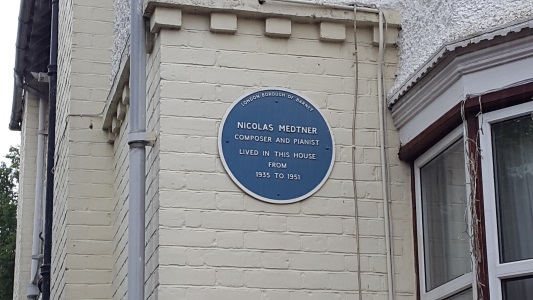 LONDON BOROUGH OF BARNET
NICOLAS MEDTNER
COMPOSER AND PIANIST
LIVED IN THIS HOUSE
FROM
1935 TO 1951